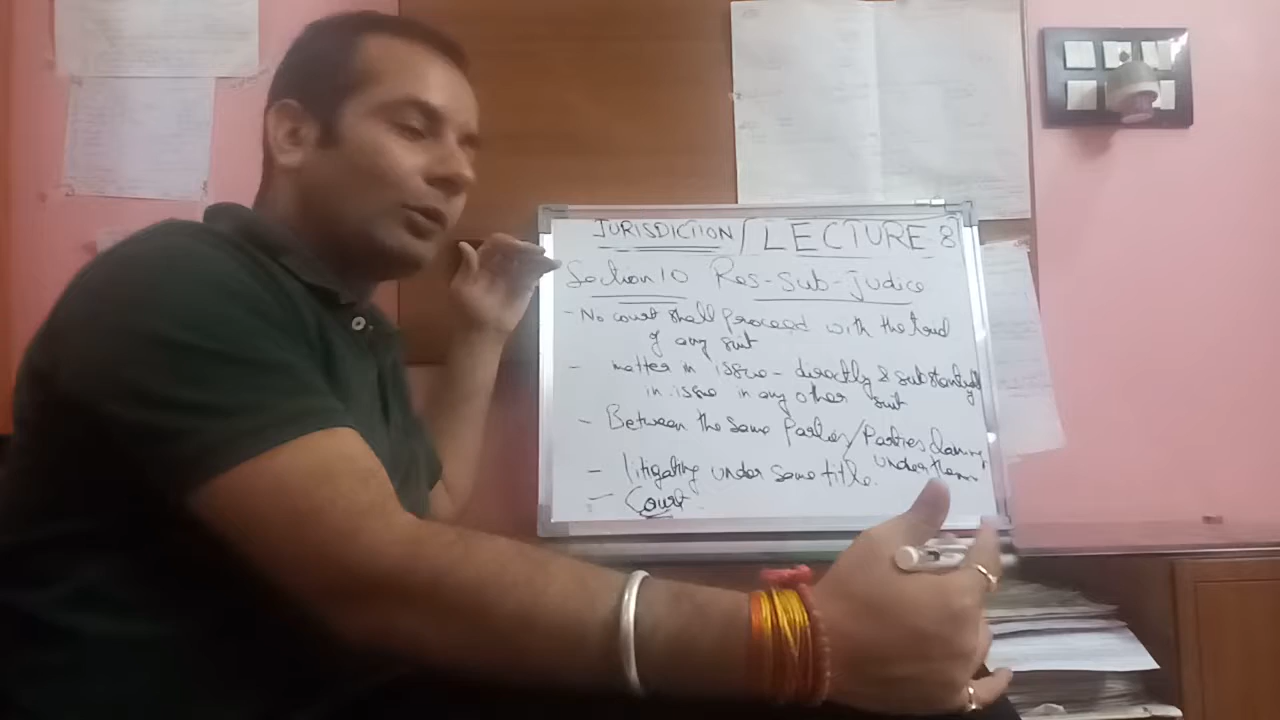 JURISDICTION / LECTURE 8
Section 10 Res-Sub-Judice
- No court shall proceed with the trial
of any suit
- matter in issue - directly & substantially
in issue in any other suit
- Between the same Parties/Parties claiming
under them
- litigating under same title.
- Court